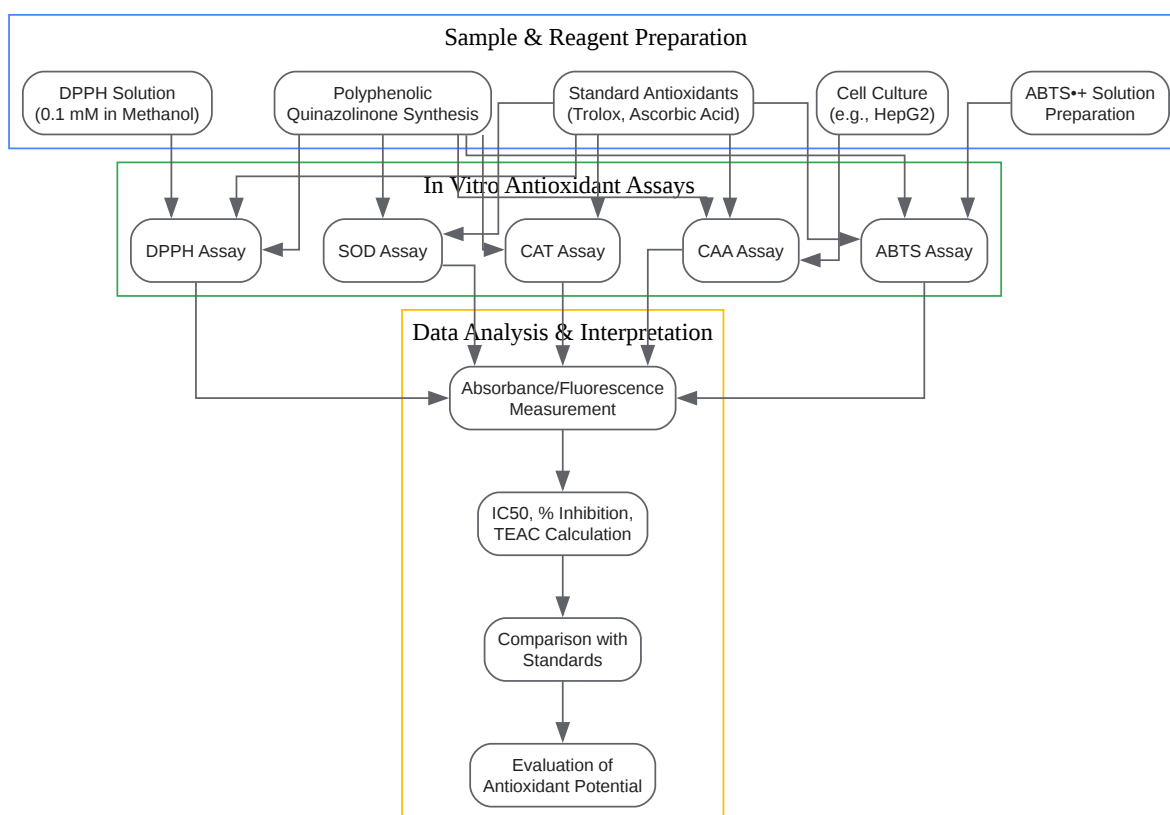 Sample & Reagent Preparation
DPPH Solution
(0.1 mM in Methanol)
Polyphenolic
Quinazolinone Synthesis
Standard Antioxidants
(Trolox, Ascorbic Acid)
Cell Culture
(e.g., HepG2)
ABTS•+ Solution
Preparation
In Vitro Antioxidant Assays
DPPH Assay
SOD Assay
CAT Assay
CAA Assay
ABTS Assay
Data Analysis & Interpretation
Absorbance/Fluorescence
Measurement
IC50, % Inhibition,
TEAC Calculation
Comparison with
Standards
Evaluation of
Antioxidant Potential